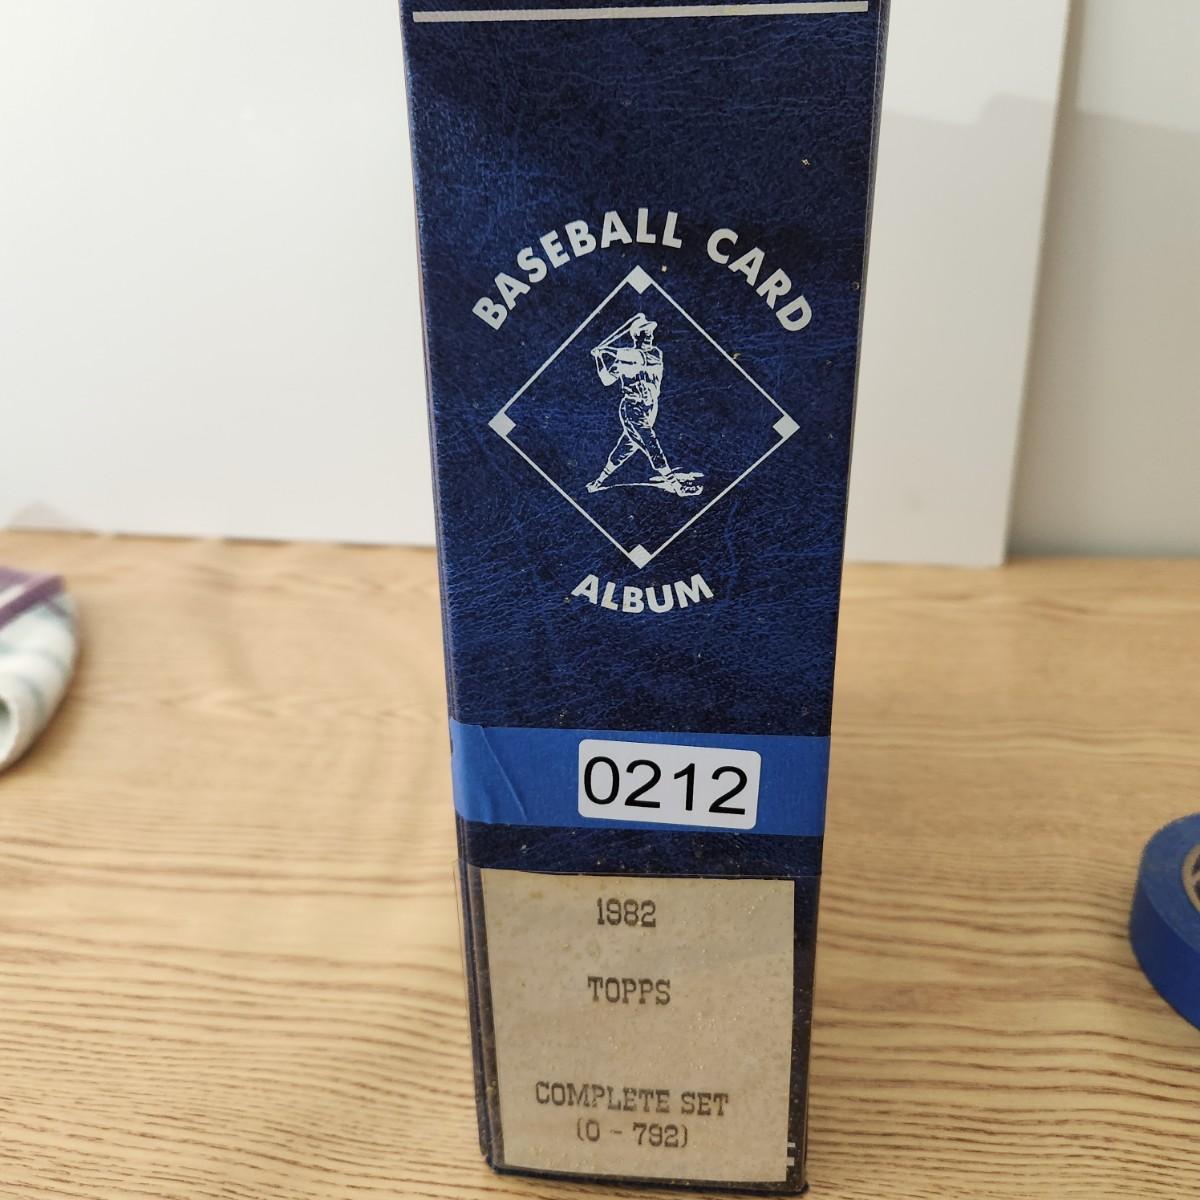 BASEBALL CARD
ALBUM
0212
1982
TOPPS
COMPLETE SET
(0 - 792)